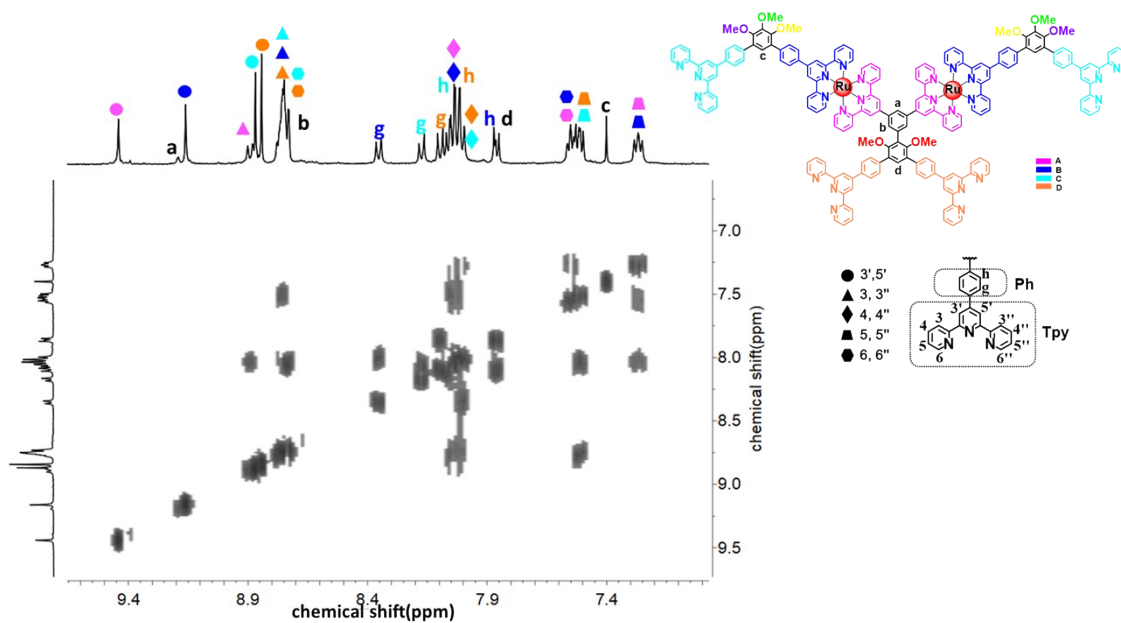 OMe
MeO OMe
c
OMe
MeO OMe
c
N N N
N N N
Ru
N N N
N N N
Ru
N N N
N N N
a
b
MeO OMe
d
N N N
N N N
A
B
C
D
a
b
g
g
g
h
h
h
d
c
7.0
7.5
8.0
8.5
9.0
9.5
chemical shift(ppm)
9.4 8.9 8.4 7.9 7.4
chemical shift(ppm)
3',5'
3, 3''
4, 4''
5, 5''
6, 6''
h
g
Ph
3' 5'
3 3''
4 4''
5 N N N 5''
6 6''
Tpy